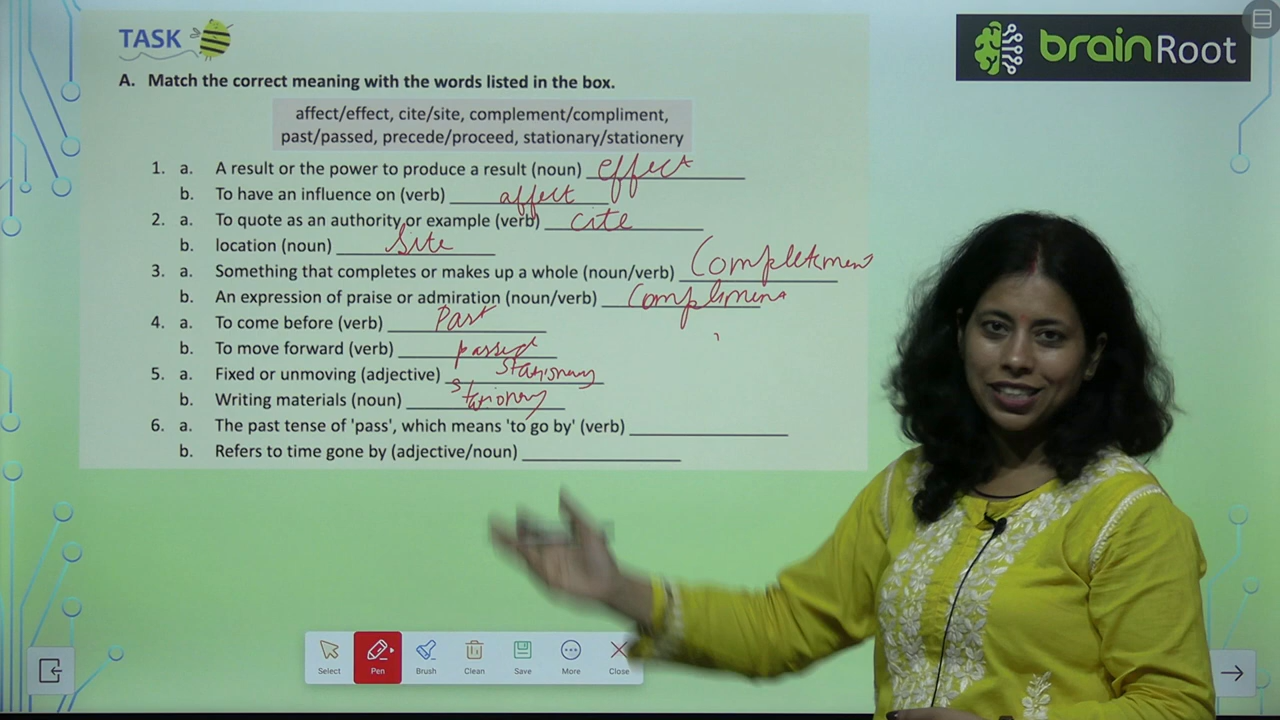 TASK
brainRoot
A. Match the correct meaning with the words listed in the box.
affect/effect, cite/site, complement/compliment,
past/passed, precede/proceed, stationary/stationery
1. a. A result or the power to produce a result (noun) effect
b. To have an influence on (verb) affect
2. a. To quote as an authority or example (verb) cite
b. location (noun) Site
3. a. Something that completes or makes up a whole (noun/verb) Complement
b. An expression of praise or admiration (noun/verb) Compliment
4. a. To come before (verb) Past
b. To move forward (verb) passed
5. a. Fixed or unmoving (adjective) stationary
b. Writing materials (noun) stationery
6. a. The past tense of 'pass', which means 'to go by' (verb)
b. Refers to time gone by (adjective/noun)
Select Pen Brush Clean Save More Close